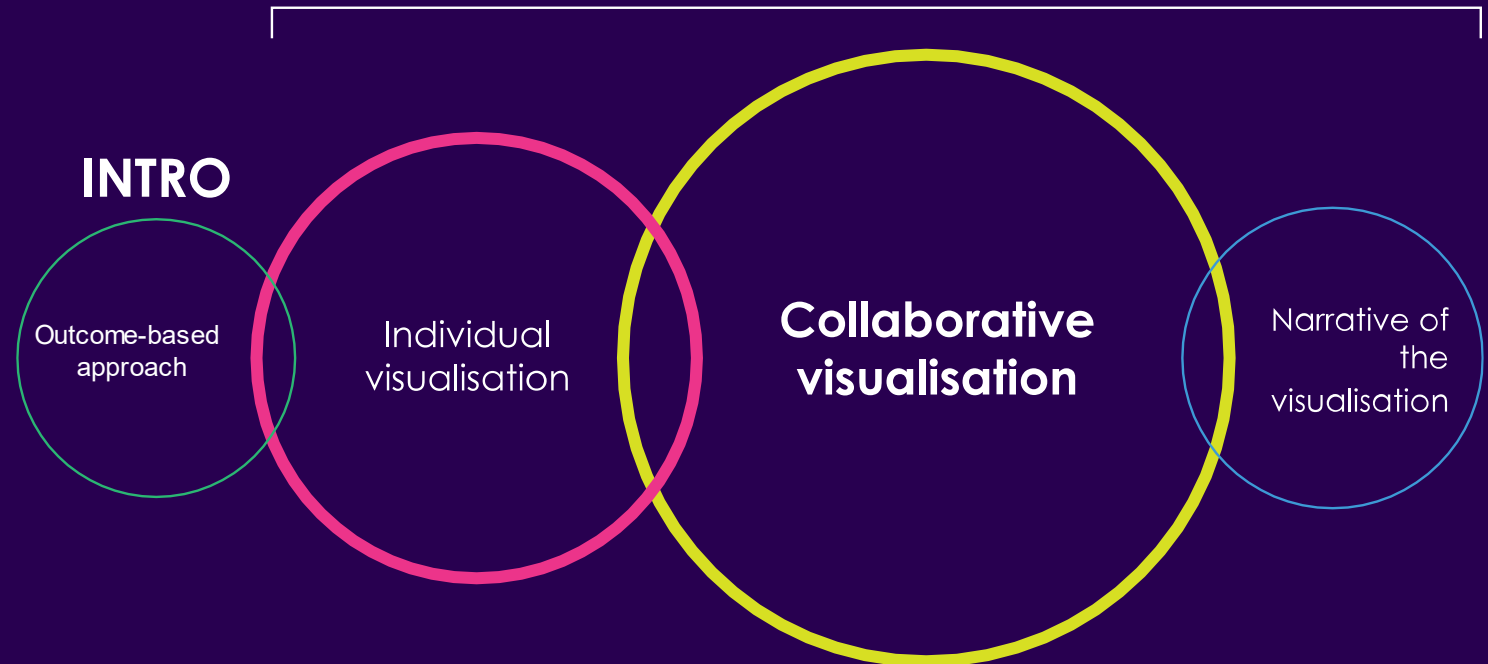 INTRO
Outcome-based
approach
Individual
visualisation
Collaborative
visualisation
Narrative of
the
visualisation